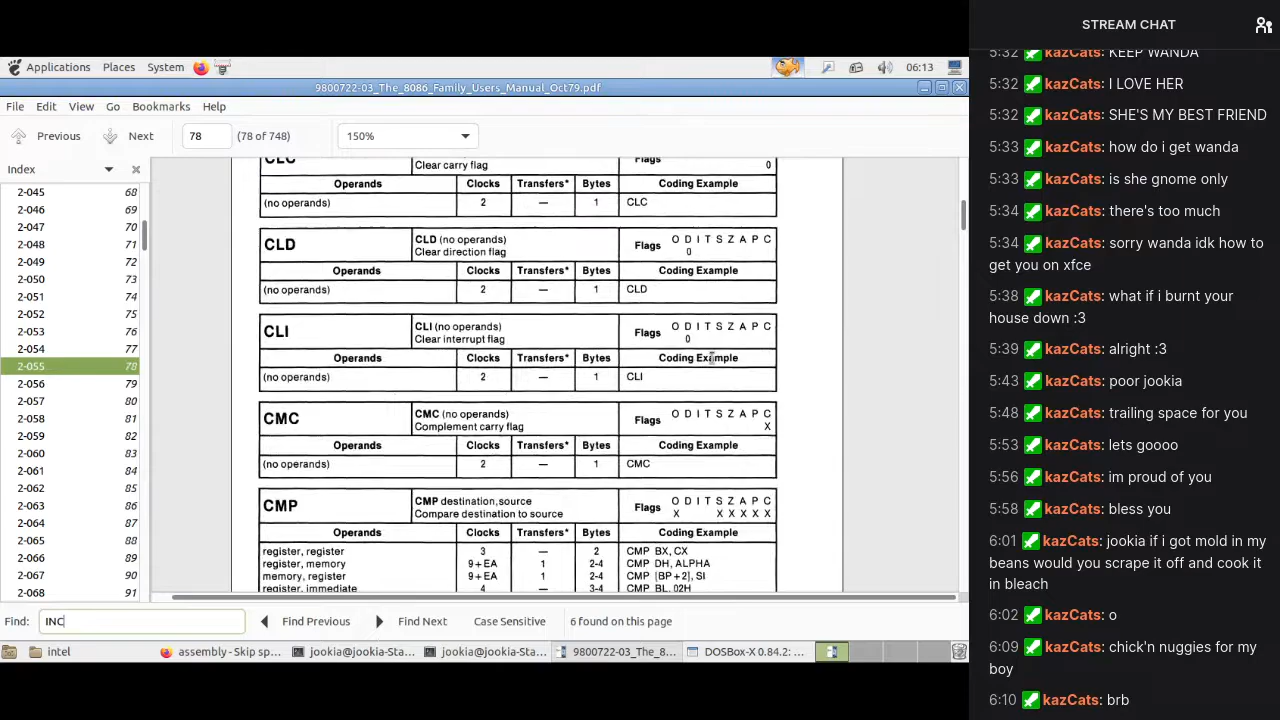 Applications Places System 06:13
9800722-03_The_8086_Family_Users_Manual_Oct79.pdf
File Edit View Go Bookmarks Help
Previous Next 78 (78 of 748) 150%
Index
2-045 68
2-046 69
2-047 70
2-048 71
2-049 72
2-050 73
2-051 74
2-052 75
2-053 76
2-054 77
2-055 78
2-056 79
2-057 80
2-058 81
2-059 82
2-060 83
2-061 84
2-062 85
2-063 86
2-064 87
2-065 88
2-066 89
2-067 90
2-068 91
CLC Clear carry flag Flags 0
Operands Clocks Transfers* Bytes Coding Example
(no operands) 2 — 1 CLC
CLD CLD (no operands) Flags O D I T S Z A P C
Clear direction flag 0
Operands Clocks Transfers* Bytes Coding Example
(no operands) 2 — 1 CLD
CLI CLI (no operands) Flags O D I T S Z A P C
Clear interrupt flag 0
Operands Clocks Transfers* Bytes Coding Example
(no operands) 2 — 1 CLI
CMC CMC (no operands) Flags O D I T S Z A P C
Complement carry flag X
Operands Clocks Transfers* Bytes Coding Example
(no operands) 2 — 1 CMC
CMP CMP destination,source Flags O D I T S Z A P C
Compare destination to source X X X X X X
Operands Clocks Transfers* Bytes Coding Example
register, register 3 — 2 CMP BX, CX
register, memory 9+EA 1 2-4 CMP DH, ALPHA
memory, register 9+EA 1 2-4 CMP [BP+2], SI
register, immediate 4 — 3-4 CMP BL, 02H
Find: INC Find Previous Find Next Case Sensitive 6 found on this page
intel assembly - Skip sp... jookia@jookia-Sta... jookia@jookia-Sta... 9800722-03_The_8... DOSBox-X 0.84.2: ...
STREAM CHAT
5:32 kazCats: KEEP WANDA
5:32 kazCats: I LOVE HER
5:32 kazCats: SHE'S MY BEST FRIEND
5:33 kazCats: how do i get wanda
5:33 kazCats: is she gnome only
5:34 kazCats: there's too much
5:34 kazCats: sorry wanda idk how to
get you on xfce
5:38 kazCats: what if i burnt your
house down :3
5:39 kazCats: alright :3
5:43 kazCats: poor jookia
5:48 kazCats: trailing space for you
5:53 kazCats: lets goooo
5:56 kazCats: im proud of you
5:58 kazCats: bless you
6:01 kazCats: jookia if i got mold in my
beans would you scrape it off and cook it
in bleach
6:02 kazCats: o
6:09 kazCats: chick'n nuggies for my
boy
6:10 kazCats: brb